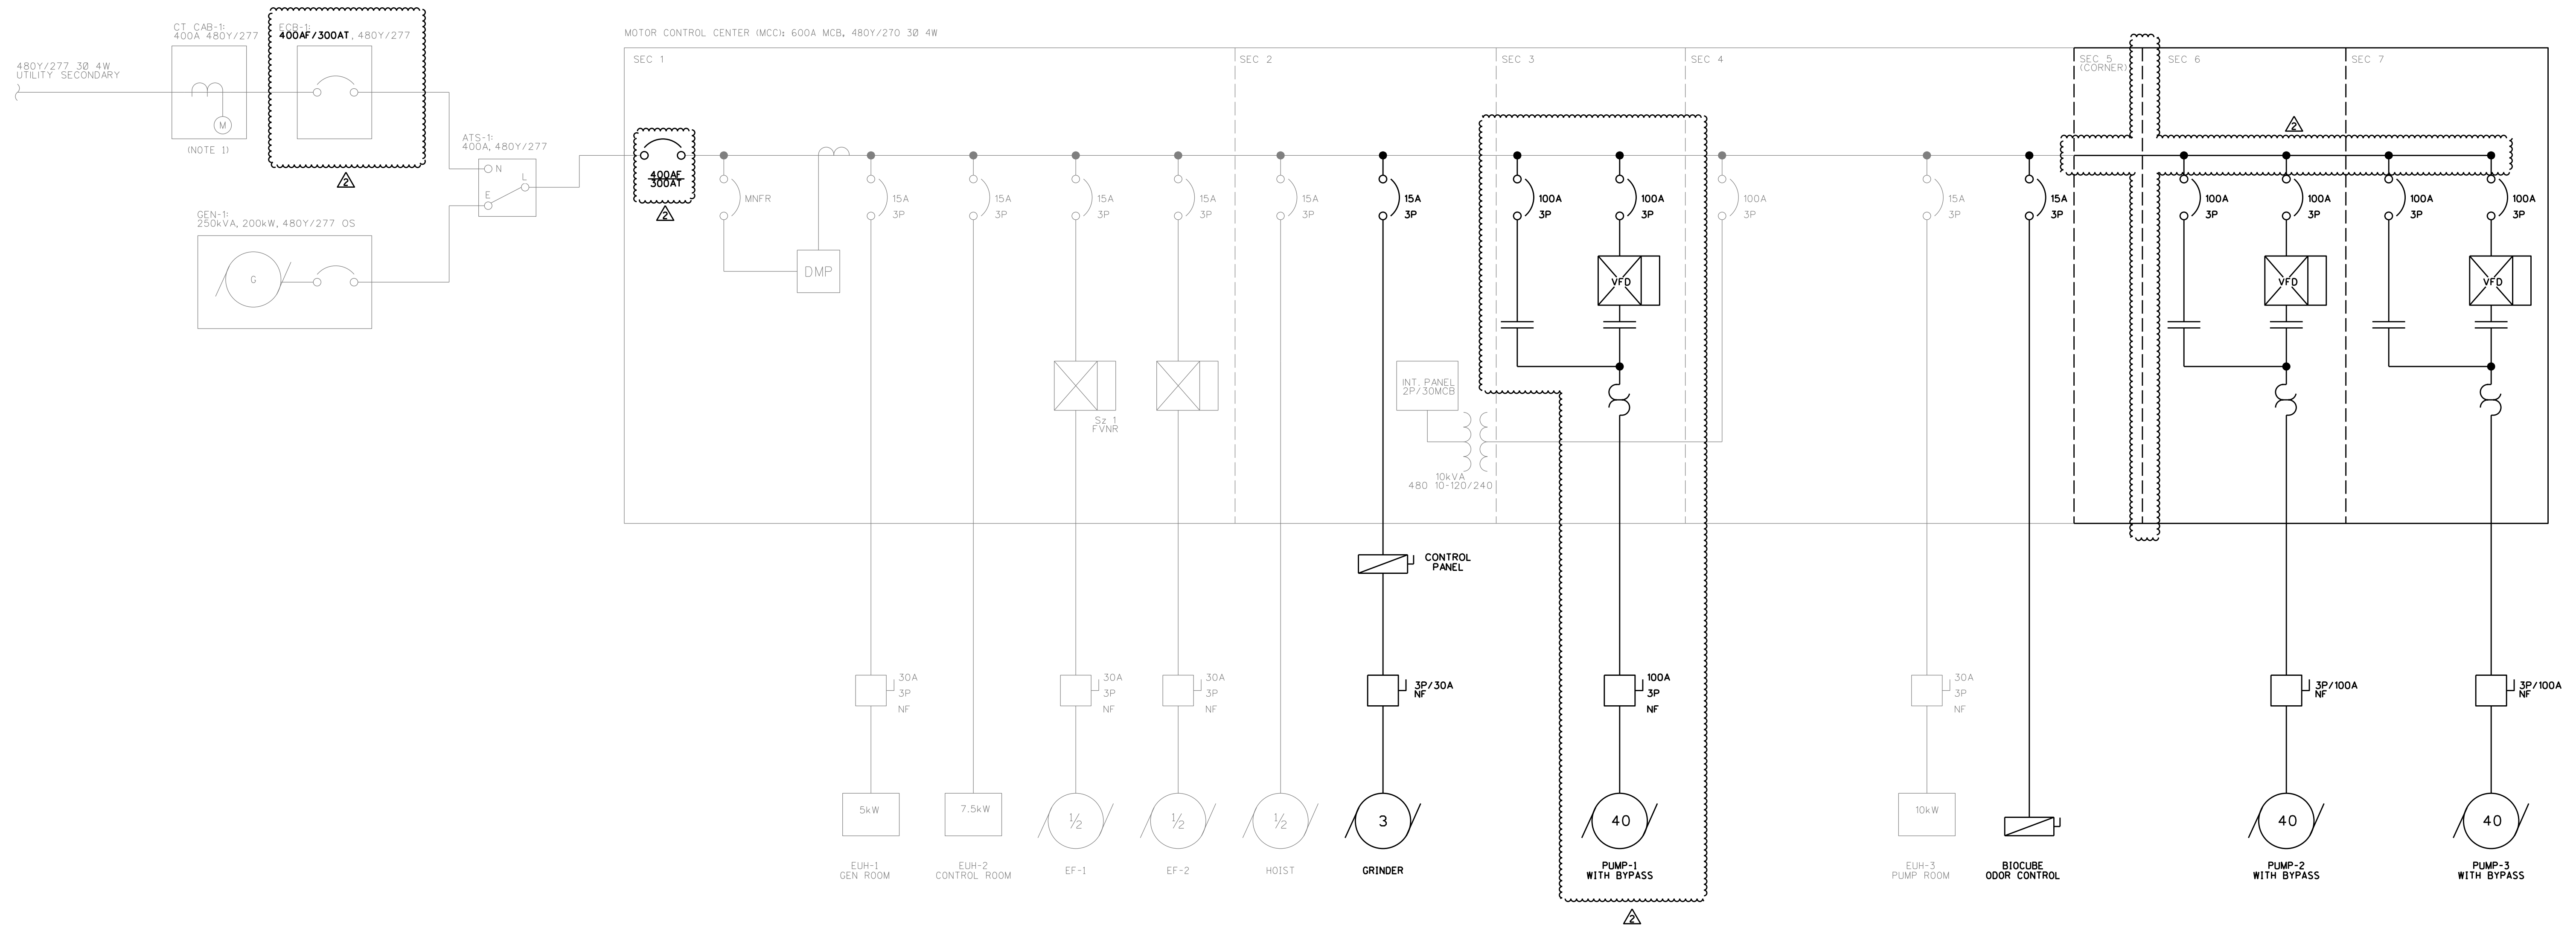 CT CAB-1:
400A 480Y/277
ECB-1:
400AF/300AT, 480Y/277
480Y/277 3Ø 4W
UTILITY SECONDARY
M
(NOTE 1)
2
ATS-1:
400A, 480Y/277
N
E
L
GEN-1:
250kVA, 200kW, 480Y/277 OS
G
MOTOR CONTROL CENTER (MCC): 600A MCB, 480Y/270 3Ø 4W
SEC 1
SEC 2
SEC 3
SEC 4
SEC 5
(CORNER)
SEC 6
SEC 7
2
400AF
300AT
2
MNFR
DMP
15A
3P
15A
3P
15A
3P
15A
3P
15A
3P
15A
3P
100A
3P
100A
3P
100A
3P
15A
3P
15A
3P
100A
3P
100A
3P
100A
3P
100A
3P
VFD
VFD
VFD
Sz 1
FVNR
INT. PANEL
2P/30MCB
10kVA
480 10-120/240
CONTROL
PANEL
30A
3P
NF
30A
3P
NF
30A
3P
NF
3P/30A
NF
100A
3P
NF
30A
3P
NF
3P/100A
NF
3P/100A
NF
5kW
7.5kW
1/2
1/2
1/2
3
40
10kW
40
40
EUH-1
GEN ROOM
EUH-2
CONTROL ROOM
EF-1
EF-2
HOIST
GRINDER
PUMP-1
WITH BYPASS
EUH-3
PUMP ROOM
BIOCUBE
ODOR CONTROL
PUMP-2
WITH BYPASS
PUMP-3
WITH BYPASS
2